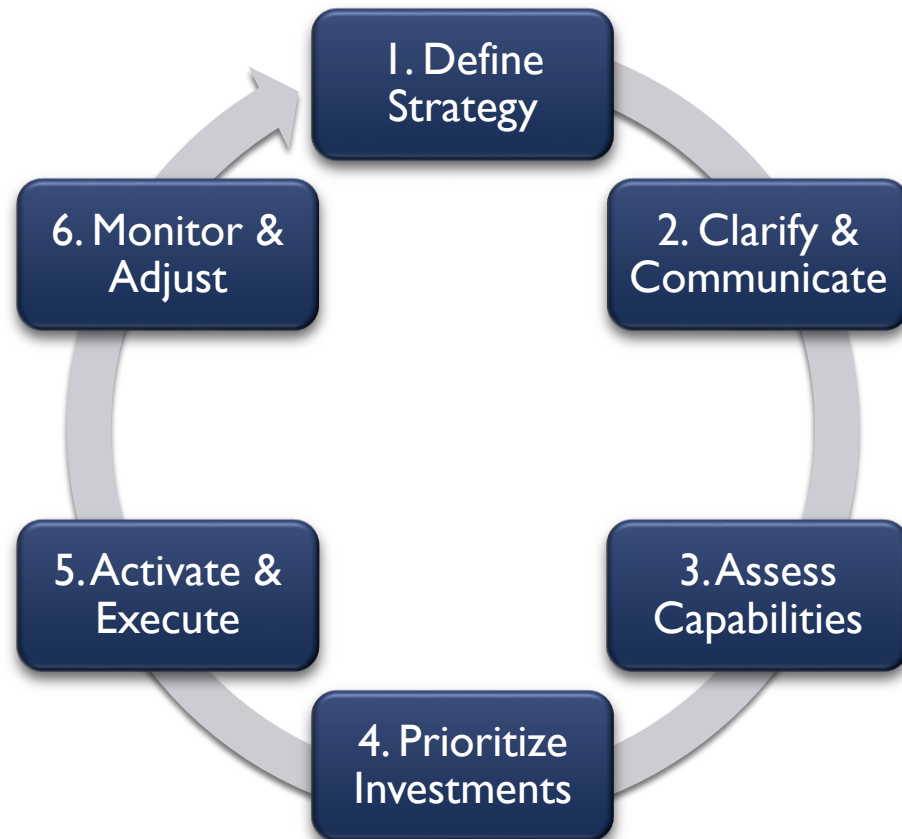 1. Define
Strategy
2. Clarify &
Communicate
3. Assess
Capabilities
4. Prioritize
Investments
5. Activate &
Execute
6. Monitor &
Adjust